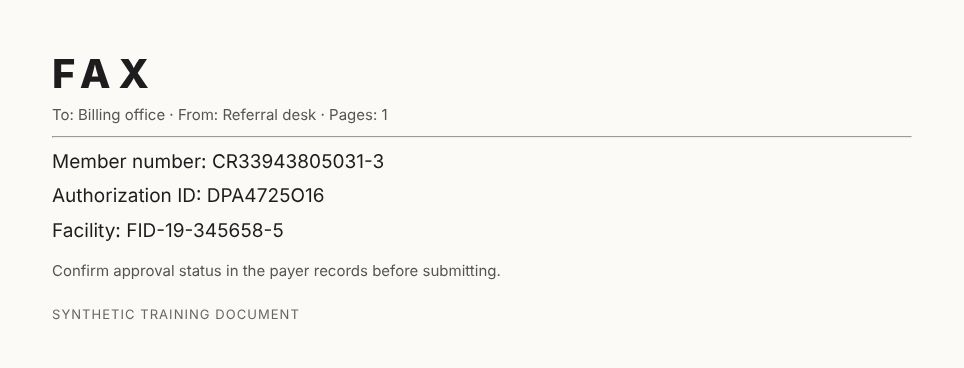 FAX
To: Billing office · From: Referral desk · Pages: 1
Member number: CR33943805031-3
Authorization ID: DPA4725O16
Facility: FID-19-345658-5
Confirm approval status in the payer records before submitting.
SYNTHETIC TRAINING DOCUMENT